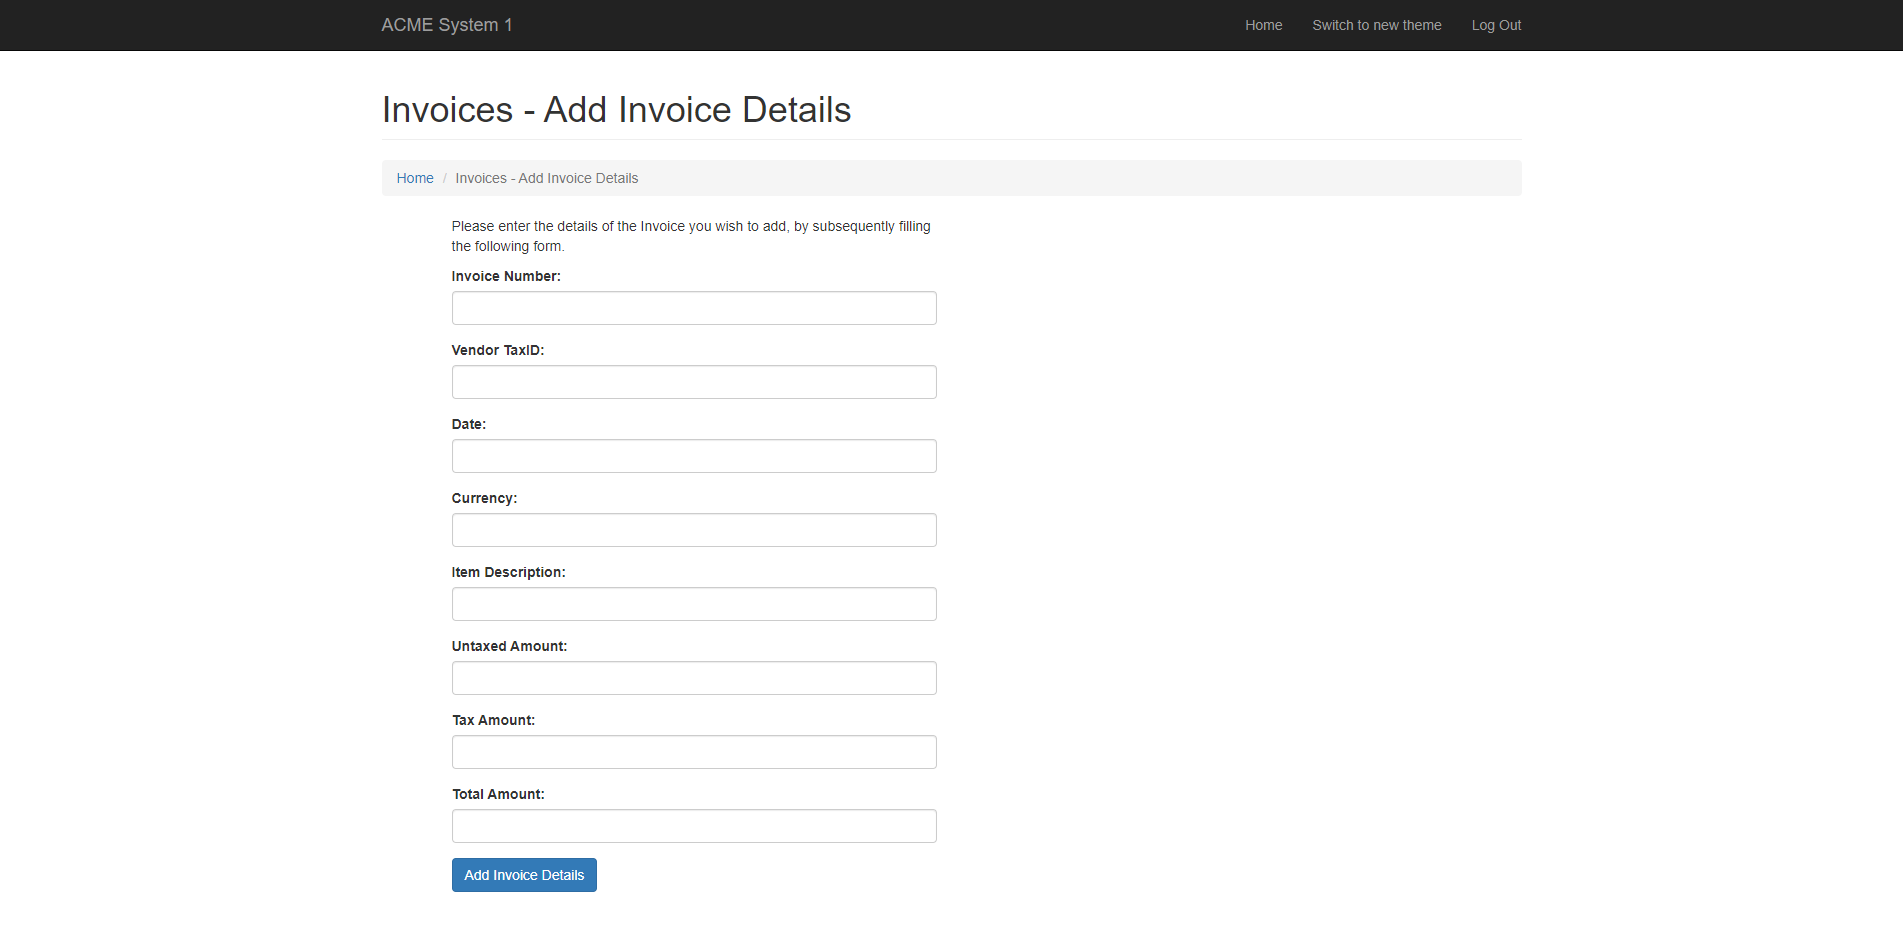 ACME System 1
Home
Switch to new theme
Log Out
Invoices - Add Invoice Details
Home / Invoices - Add Invoice Details
Please enter the details of the Invoice you wish to add, by subsequently filling
the following form.
Invoice Number:
Vendor TaxID:
Date:
Currency:
Item Description:
Untaxed Amount:
Tax Amount:
Total Amount:
Add Invoice Details